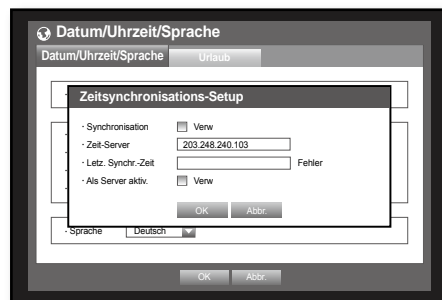 Datum/Uhrzeit/Sprache
Datum/Uhrzeit/Sprache Urlaub
Zeitsynchronisations-Setup
· Synchronisation Verw
· Zeit-Server 203.248.240.103
· Letz. Synchr.-Zeit Fehler
· Als Server aktiv. Verw
OK Abbr.
· Sprache Deutsch
OK Abbr.